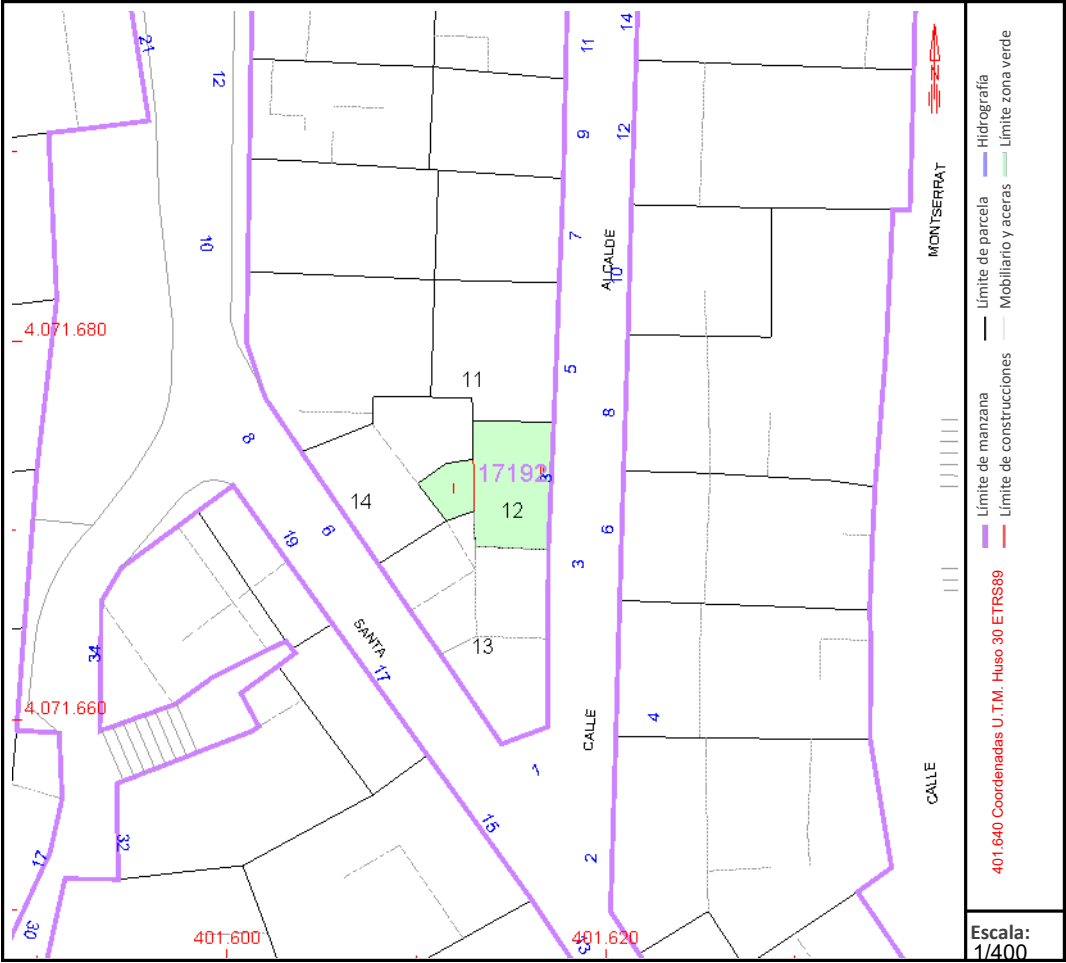 21
12
11
14
9
12
10
7
ALCALDE
10
MONTSERRAT
4.071.680
5
11
8
8
17192
3
14
12
6
19
6
3
SANTA
13
34
17
4.071.660
CALLE
4
1
CALLE
15
2
32
17
30
401.600
401.620
13
Límite de manzana
Límite de parcela
Hidrografía
Límite de construcciones
Mobiliario y aceras
Límite zona verde
401.640 Coordenadas U.T.M. Huso 30 ETRS89
Escala:
1/400